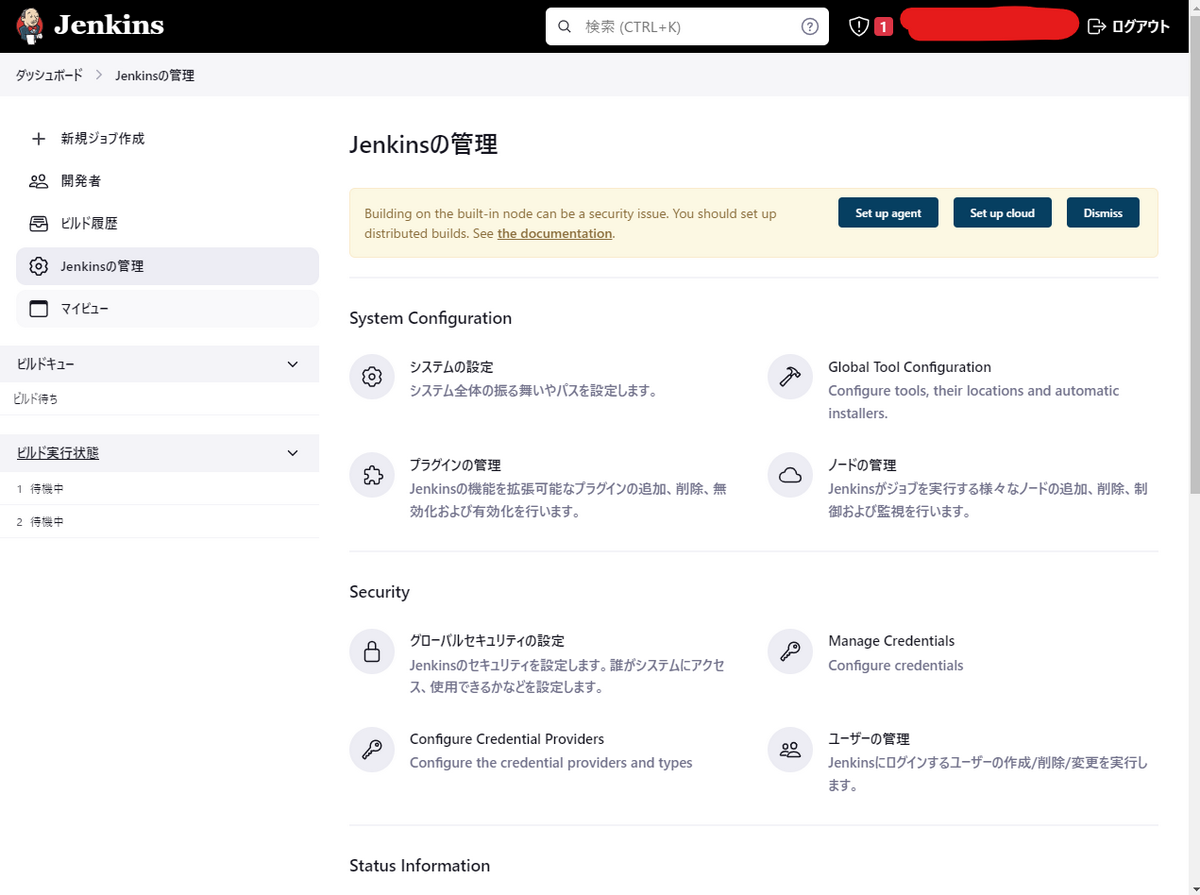 Jenkins
検索 (CTRL+K)
1
ログアウト
ダッシュボード
Jenkinsの管理
新規ジョブ作成
開発者
ビルド履歴
Jenkinsの管理
マイビュー
ビルドキュー
ビルド待ち
ビルド実行状態
1 待機中
2 待機中
Jenkinsの管理
Building on the built-in node can be a security issue. You should set up
distributed builds. See the documentation.
Set up agent
Set up cloud
Dismiss
System Configuration
システムの設定
システム全体の振る舞いやパスを設定します。
Global Tool Configuration
Configure tools, their locations and automatic
installers.
プラグインの管理
Jenkinsの機能を拡張可能なプラグインの追加、削除、無
効化および有効化を行います。
ノードの管理
Jenkinsがジョブを実行する様々なノードの追加、削除、制
御および監視を行います。
Security
グローバルセキュリティの設定
Jenkinsのセキュリティを設定します。誰がシステムにアクセ
ス、使用できるかなどを設定します。
Manage Credentials
Configure credentials
Configure Credential Providers
Configure the credential providers and types
ユーザーの管理
Jenkinsにログインするユーザーの作成/削除/変更を実行し
ます。
Status Information